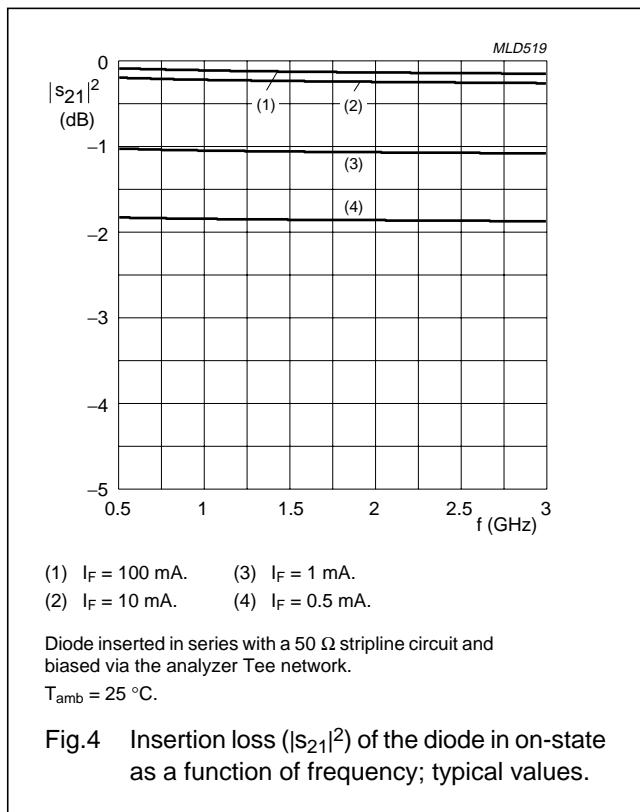 MLD519
0
|s21|²
(dB)
(1)
(2)
−1
(3)
(4)
−2
−3
−4
−5
0.5 1 1.5 2 2.5 3
f (GHz)
(1) IF = 100 mA. (3) IF = 1 mA.
(2) IF = 10 mA. (4) IF = 0.5 mA.
Diode inserted in series with a 50 Ω stripline circuit and
biased via the analyzer Tee network.
Tamb = 25 °C.
Fig.4 Insertion loss (|s21|²) of the diode in on-state
as a function of frequency; typical values.